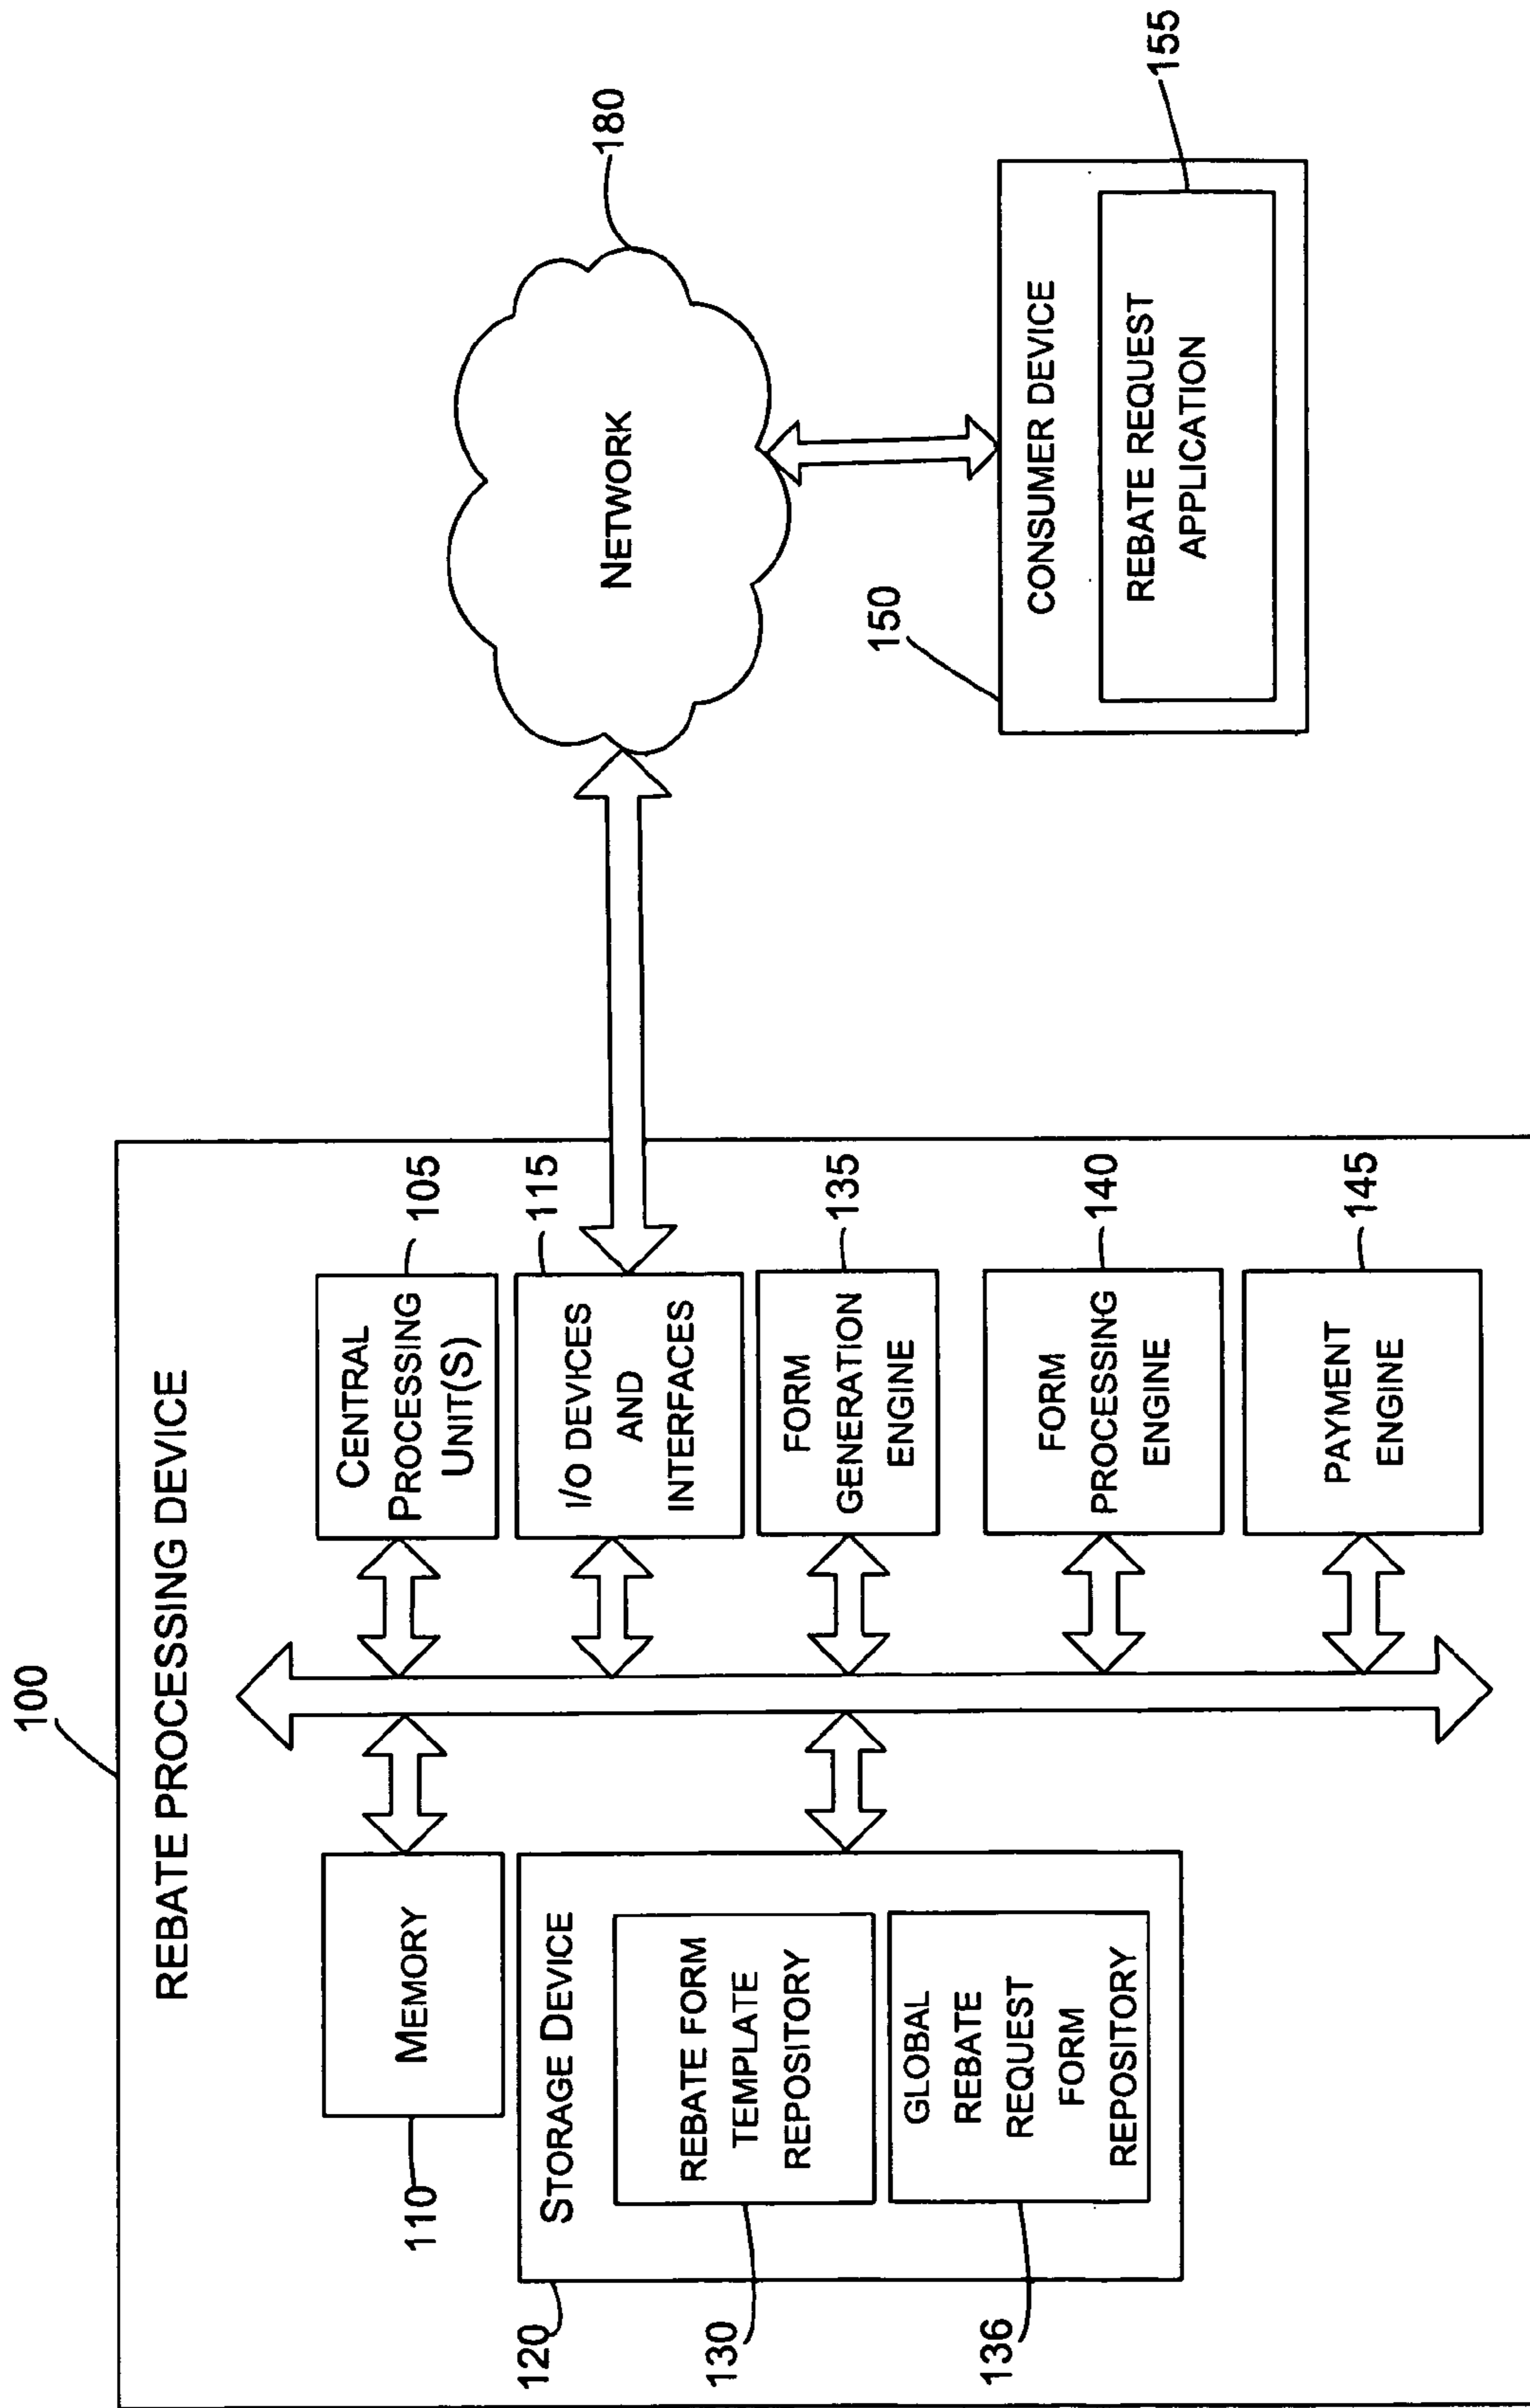 100
REBATE PROCESSING DEVICE
MEMORY
110
STORAGE DEVICE
120
REBATE FORM
TEMPLATE
REPOSITORY
130
GLOBAL
REBATE
REQUEST
FORM
REPOSITORY
136
CENTRAL
PROCESSING
UNIT(S)
105
I/O DEVICES
AND
INTERFACES
115
FORM
GENERATION
ENGINE
135
FORM
PROCESSING
ENGINE
140
PAYMENT
ENGINE
145
NETWORK
180
150
CONSUMER DEVICE
REBATE REQUEST
APPLICATION
155